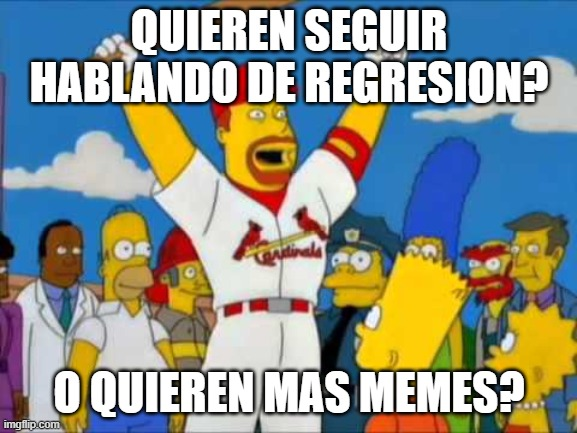 QUIEREN SEGUIR
HABLANDO DE REGRESION?
Cardinals
O QUIEREN MAS MEMES?
imgflip.com